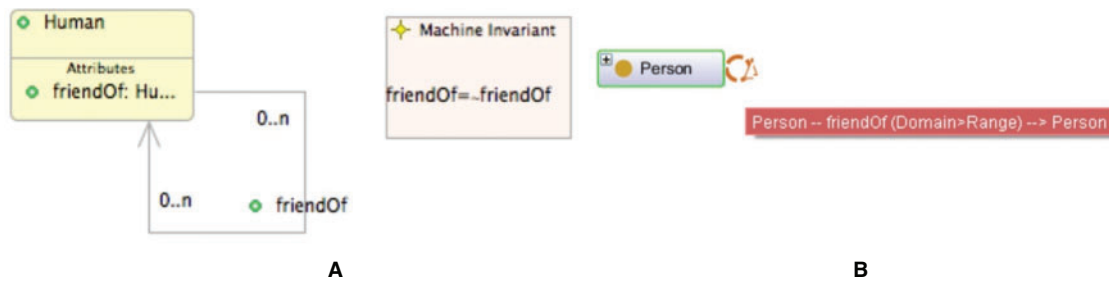 Human
Attributes
friendOf: Hu...
0..n
0..n
friendOf
Machine Invariant
friendOf=~friendOf
A
Person
Person -- friendOf (Domain>Range) --> Person
B